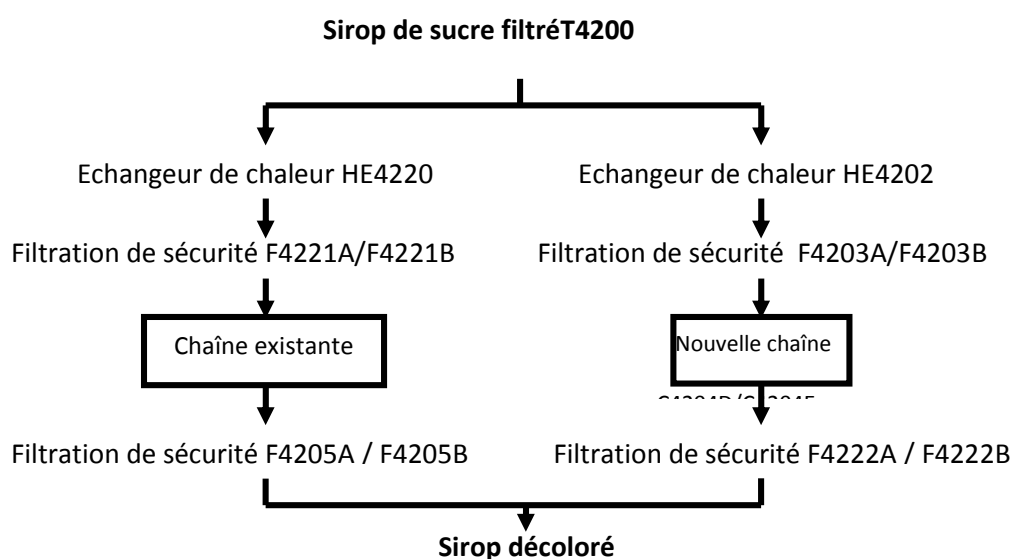 Sirop de sucre filtréT4200
Echangeur de chaleur HE4220
Echangeur de chaleur HE4202
Filtration de sécurité F4221A/F4221B
Filtration de sécurité F4203A/F4203B
Chaîne existante
Nouvelle chaîne
Filtration de sécurité F4205A / F4205B
Filtration de sécurité F4222A / F4222B
Sirop décoloré